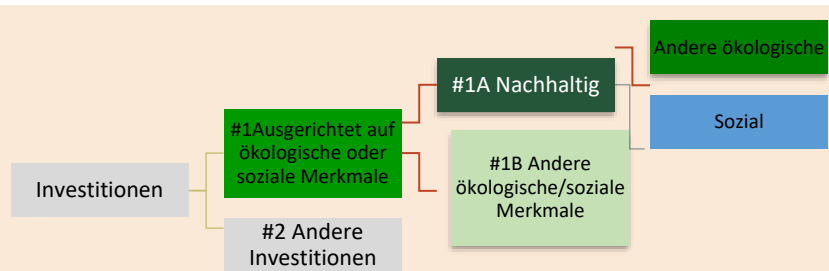 Andere ökologische
#1A Nachhaltig
#1Ausgerichtet auf
ökologische oder
soziale Merkmale
Sozial
#1B Andere
ökologische/soziale
Merkmale
Investitionen
#2 Andere
Investitionen